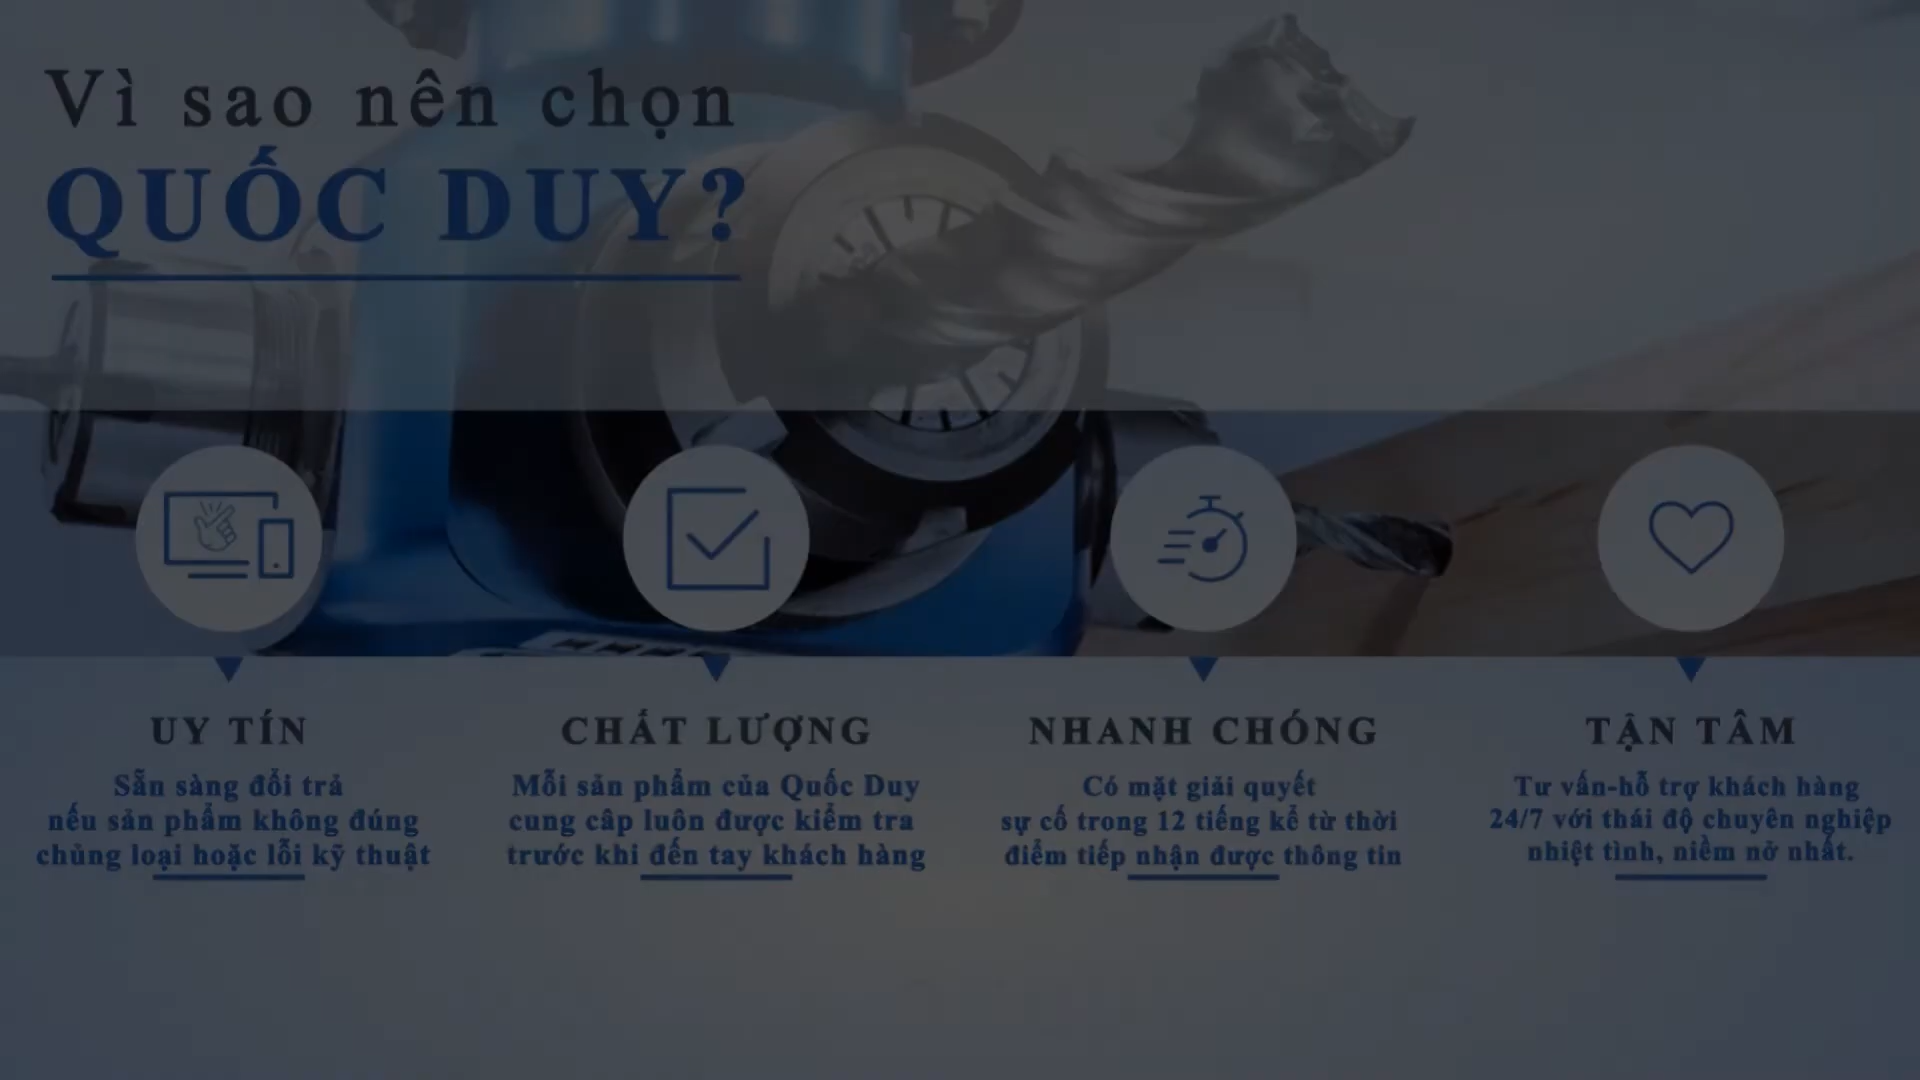 Vì sao nên chọn
QUỐC DUY?
UY TÍN
Sẵn sàng đổi trả
nếu sản phẩm không đúng
chủng loại hoặc lỗi kỹ thuật
CHẤT LƯỢNG
Mỗi sản phẩm của Quốc Duy
cung câp luôn được kiểm tra
trước khi đến tay khách hàng
NHANH CHÓNG
Có mặt giải quyết
sự cố trong 12 tiếng kể từ thời
điểm tiếp nhận được thông tin
TẬN TÂM
Tư vấn-hỗ trợ khách hàng
24/7 với thái độ chuyên nghiệp
nhiệt tình, niềm nở nhất.